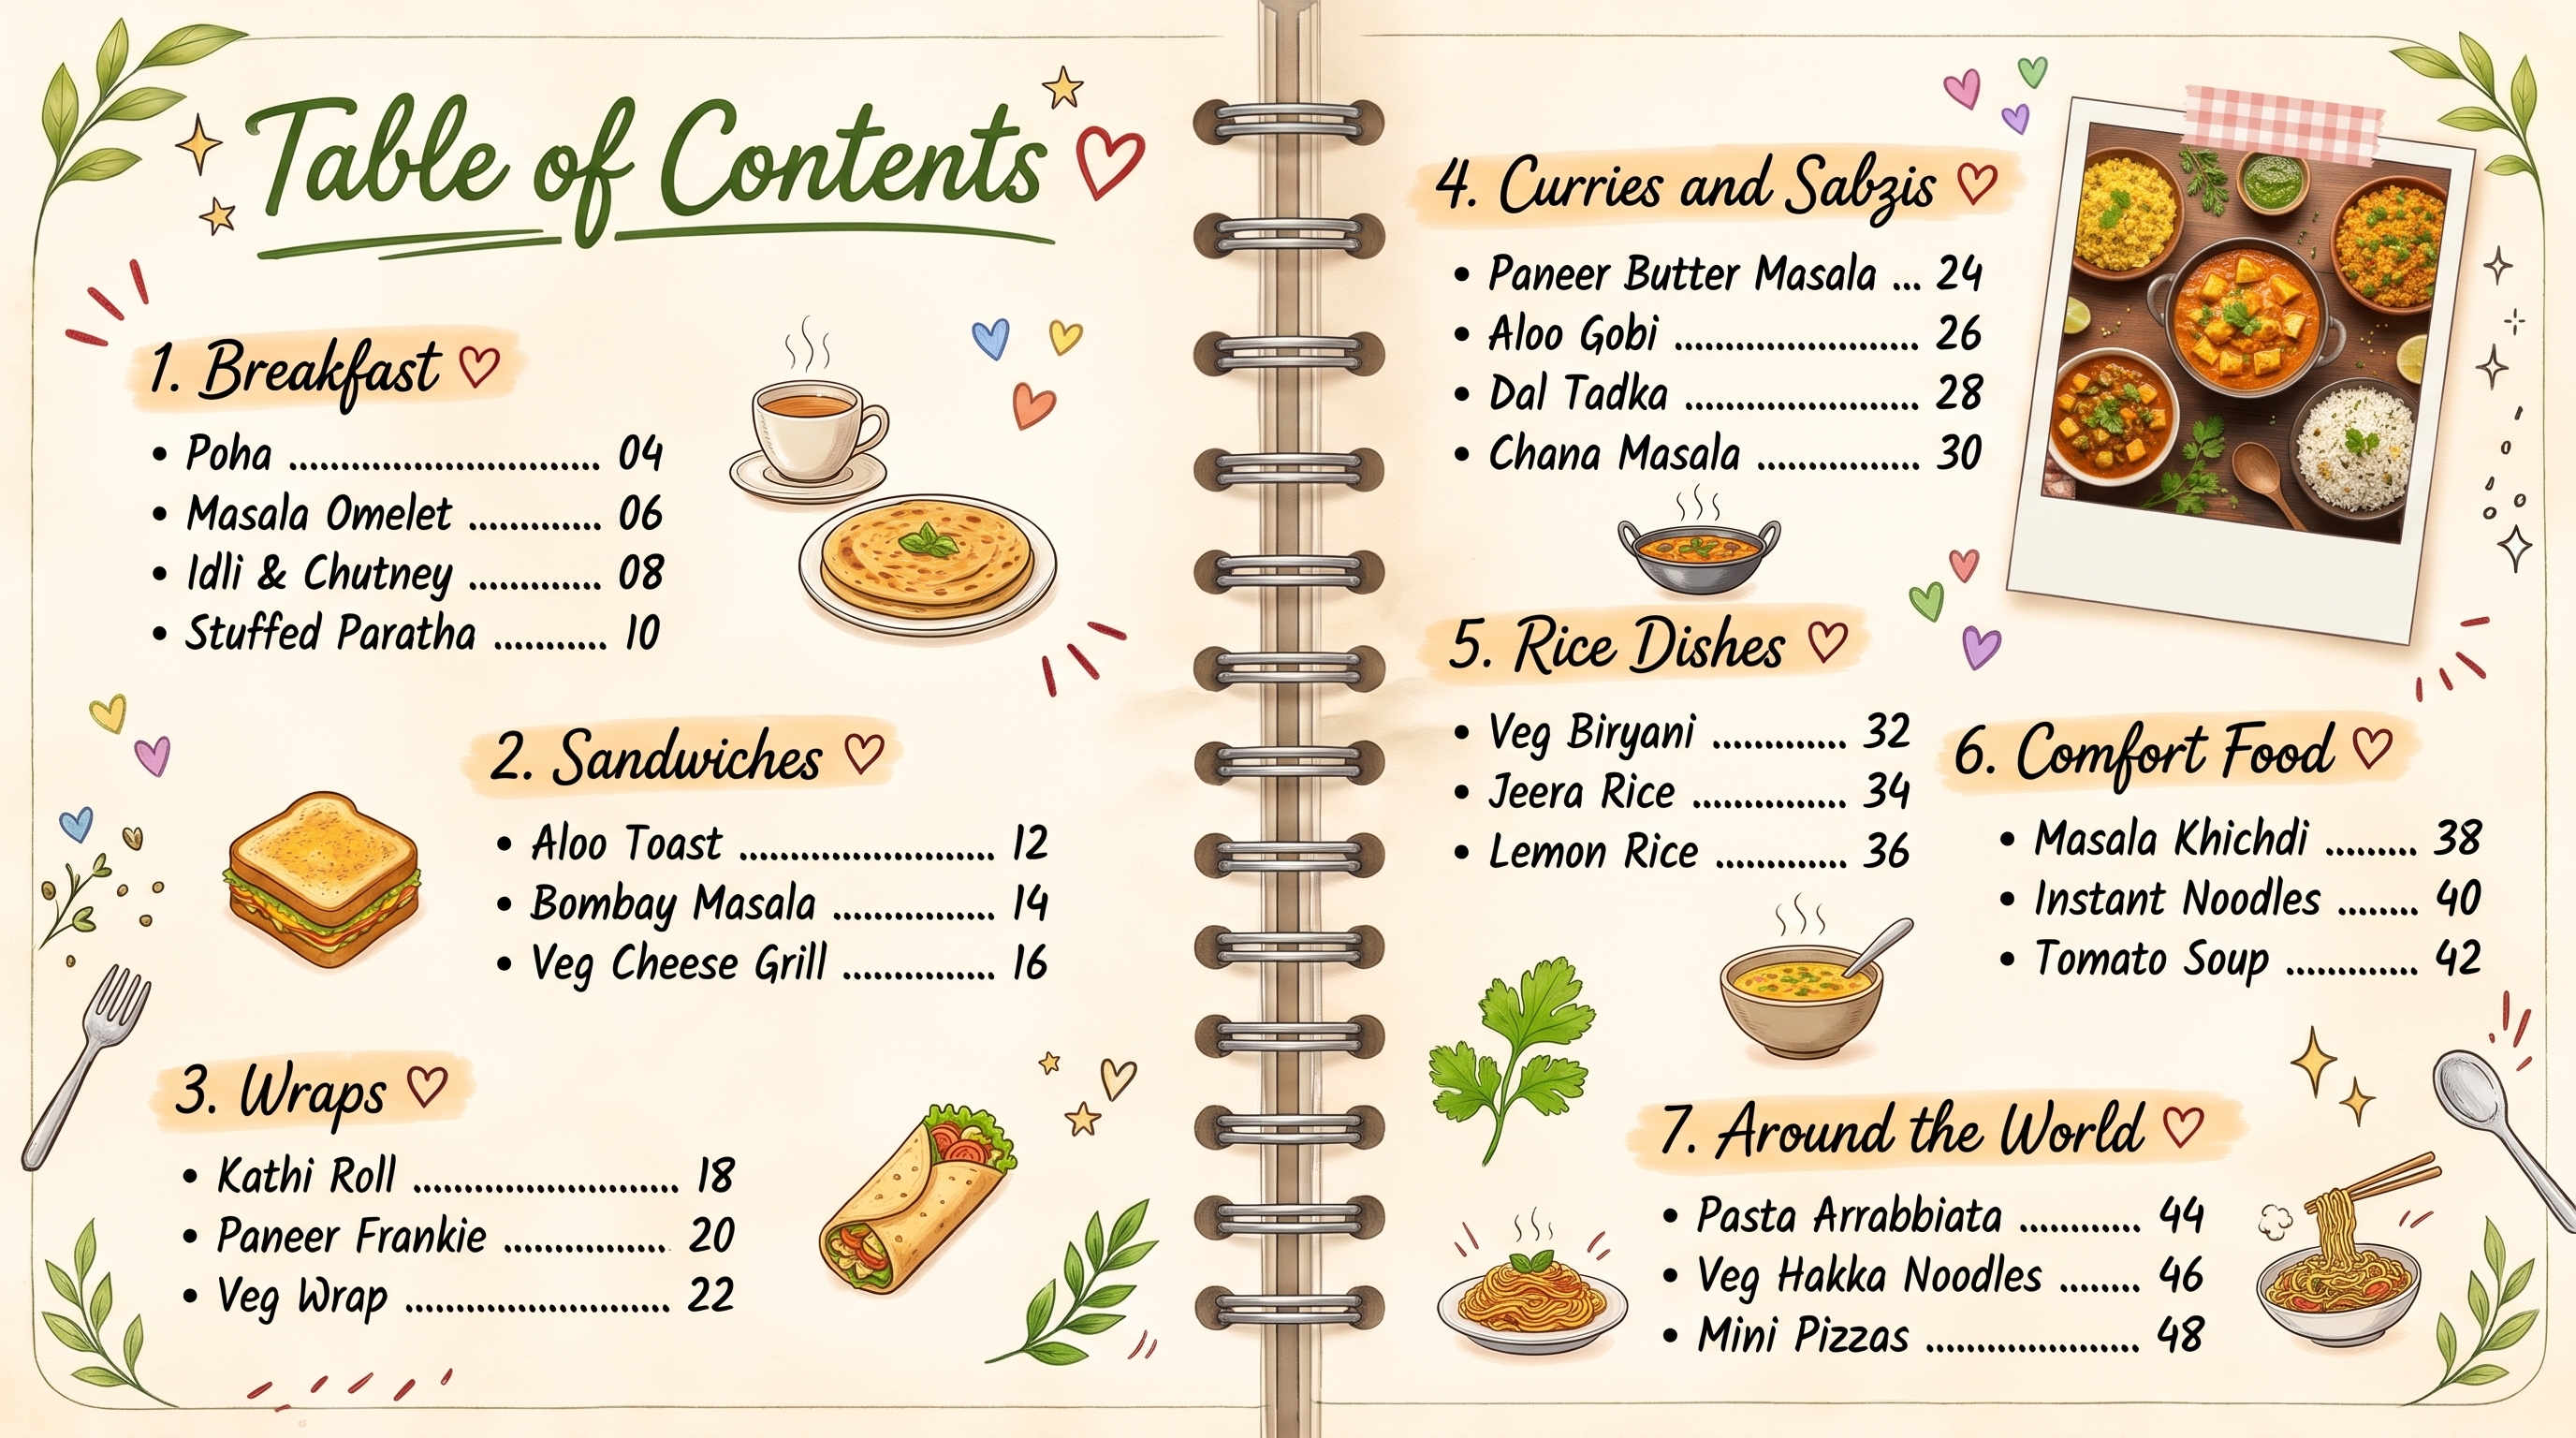 Table of Contents
1. Breakfast
• Poha .............................. 04
• Masala Omelet ............. 06
• Idli & Chutney ............. 08
• Stuffed Paratha ........... 10
2. Sandwiches
• Aloo Toast ......................... 12
• Bombay Masala ................ 14
• Veg Cheese Grill ............... 16
3. Wraps
• Kathi Roll .......................... 18
• Paneer Frankie ................ 20
• Veg Wrap .......................... 22
4. Curries and Sabzis
• Paneer Butter Masala ... 24
• Aloo Gobi ........................ 26
• Dal Tadka ....................... 28
• Chana Masala ................ 30
5. Rice Dishes
• Veg Biryani ............. 32
• Jeera Rice ............... 34
• Lemon Rice ............. 36
6. Comfort Food
• Masala Khichdi ......... 38
• Instant Noodles ........ 40
• Tomato Soup ............. 42
7. Around the World
• Pasta Arrabbiata ............ 44
• Veg Hakka Noodles ........ 46
• Mini Pizzas ..................... 48